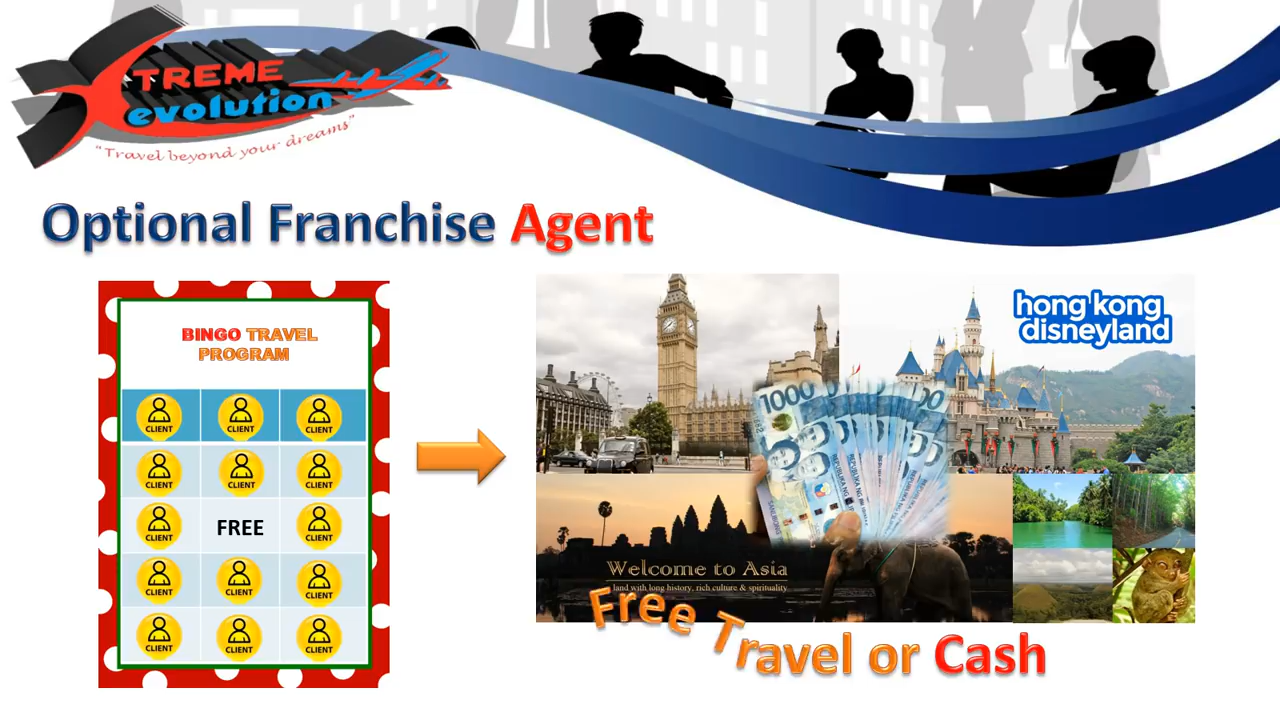 XTREME
evolution
"Travel beyond your dreams"
Optional Franchise Agent
BINGO TRAVEL
PROGRAM
CLIENT CLIENT CLIENT
CLIENT CLIENT CLIENT
CLIENT FREE CLIENT
CLIENT CLIENT CLIENT
CLIENT CLIENT CLIENT
hong kong
disneyland
1000
Welcome to Asia
land with long history, rich culture & spirituality
Free Travel or Cash